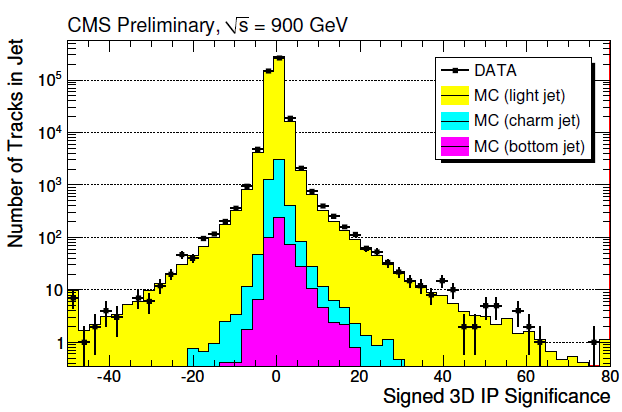 CMS Preliminary, √s = 900 GeV
Number of Tracks in Jet
10⁵
10⁴
10³
10²
10
1
DATA
MC (light jet)
MC (charm jet)
MC (bottom jet)
-40 -20 0 20 40 60 80
Signed 3D IP Significance